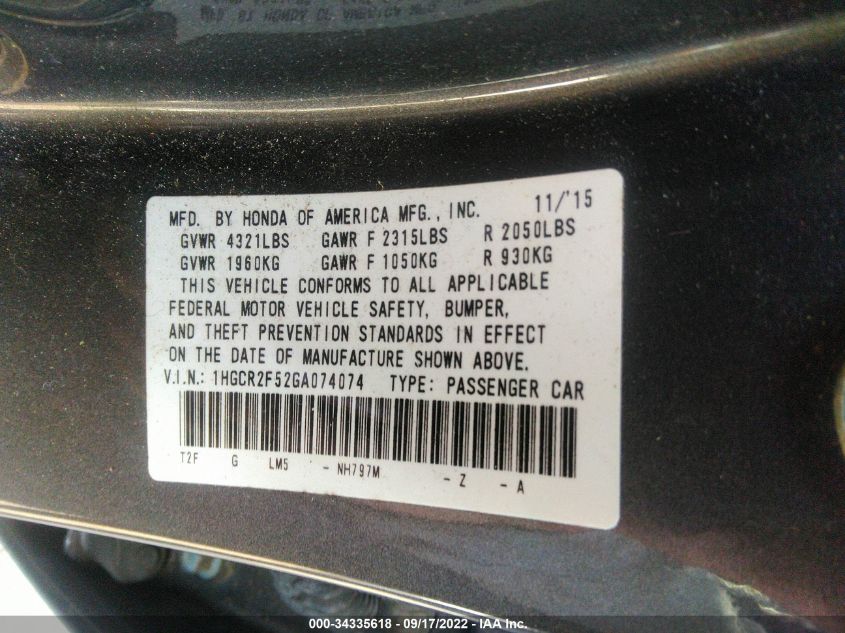 MFD. BY HONDA OF AMERICA MFG., INC. 11/'15
GVWR 4321LBS GAWR F 2315LBS R 2050LBS
GVWR 1960KG GAWR F 1050KG R 930KG
THIS VEHICLE CONFORMS TO ALL APPLICABLE
FEDERAL MOTOR VEHICLE SAFETY, BUMPER,
AND THEFT PREVENTION STANDARDS IN EFFECT
ON THE DATE OF MANUFACTURE SHOWN ABOVE.
V.I.N.: 1HGCR2F52GA074074 TYPE: PASSENGER CAR
T2F G LM5 - NH797M - Z - A
000-34335618 - 09/17/2022 - IAA IMAGE